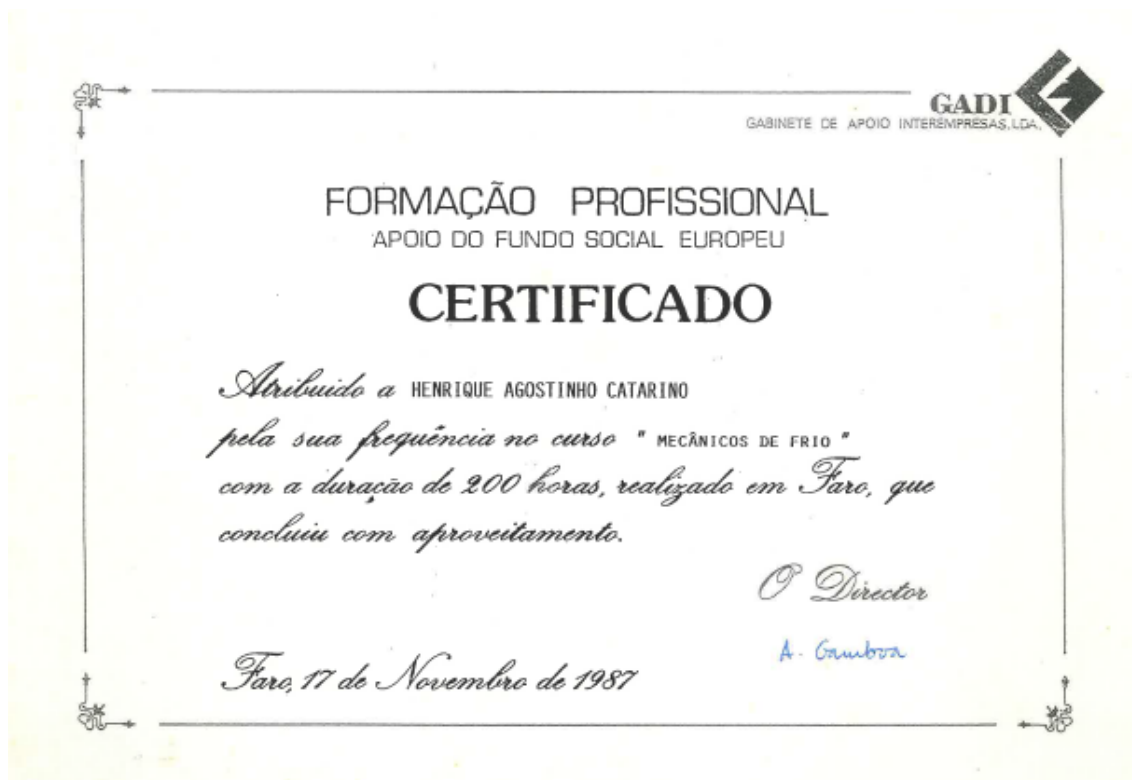 GADI
GABINETE DE APOIO INTEREMPRESAS, LDA.
FORMAÇÃO PROFISSIONAL
APOIO DO FUNDO SOCIAL EUROPEU
CERTIFICADO
Atribuido a HENRIQUE AGOSTINHO CATARINO
pela sua frequência no curso " MECÂNICOS DE FRIO "
com a duração de 200 horas, realizado em Faro, que
concluiu com aproveitamento.
O Director
A. Gamboa
Faro, 17 de Novembro de 1987